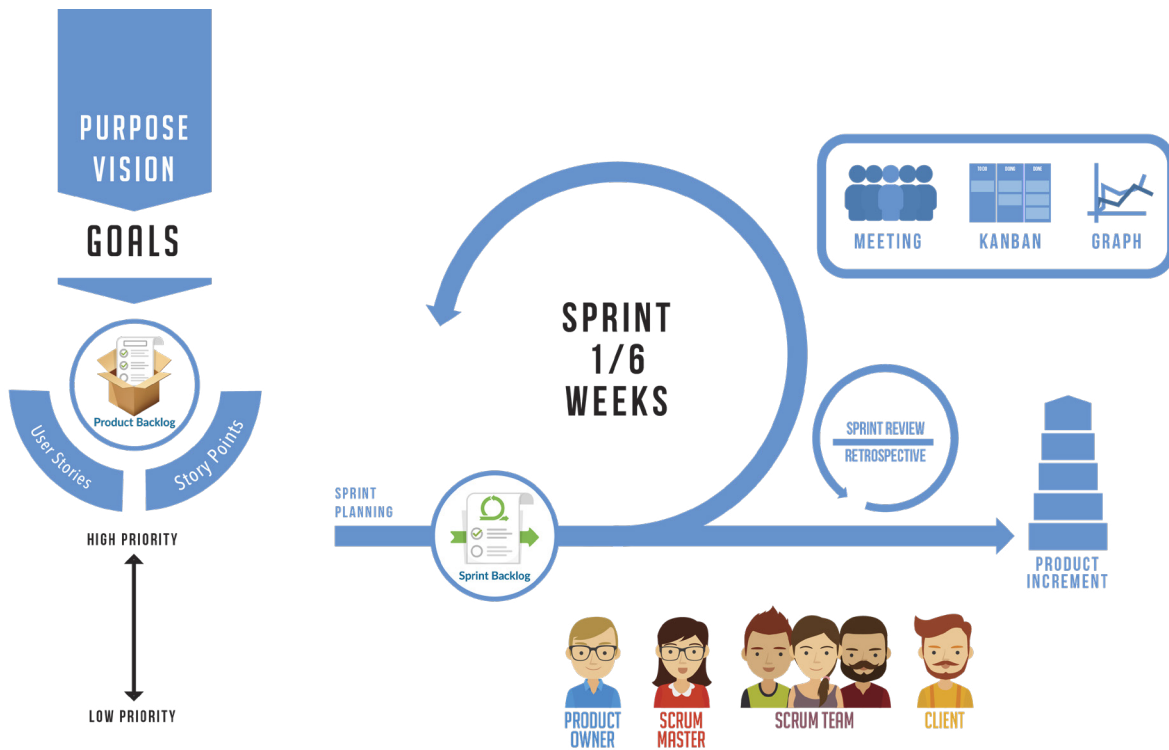 PURPOSE
VISION
GOALS
Product Backlog
User Stories
Story Points
HIGH PRIORITY
LOW PRIORITY
SPRINT
PLANNING
Sprint Backlog
SPRINT
1/6
WEEKS
MEETING
KANBAN
GRAPH
SPRINT REVIEW
RETROSPECTIVE
PRODUCT
INCREMENT
PRODUCT
OWNER
SCRUM
MASTER
SCRUM TEAM
CLIENT